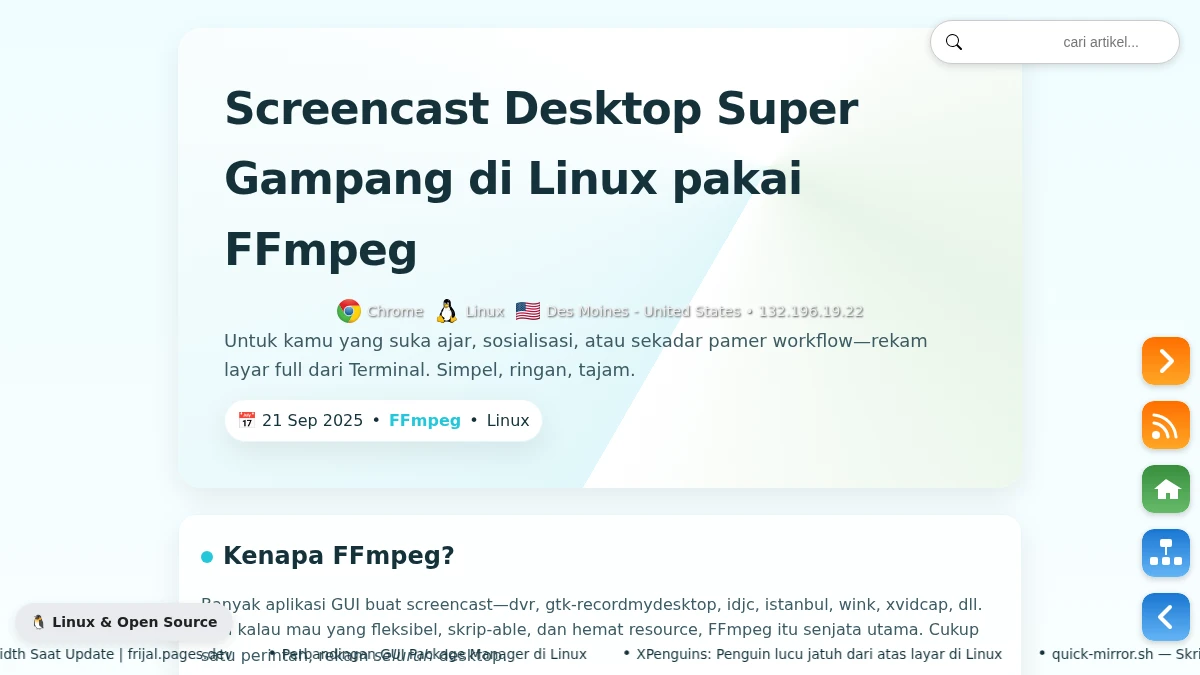 cari artikel...
Screencast Desktop Super
Gampang di Linux pakai
FFmpeg
Chrome Linux Des Moines - United States • 132.196.19.22
Untuk kamu yang suka ajar, sosialisasi, atau sekadar pamer workflow—rekam
layar full dari Terminal. Simpel, ringan, tajam.
21 Sep 2025 • FFmpeg • Linux
Kenapa FFmpeg?
Banyak aplikasi GUI buat screencast—dvr, gtk-recordmydesktop, idjc, istanbul, wink, xvidcap, dll.
kalau mau yang fleksibel, skrip-able, dan hemat resource, FFmpeg itu senjata utama. Cukup
satu perintah, rekam seluruh desktop.
Linux & Open Source
idth Saat Update | frijal.pages.dev • Perbandingan GUI Package Manager di Linux • XPenguins: Penguin lucu jatuh dari atas layar di Linux • quick-mirror.sh — Skri